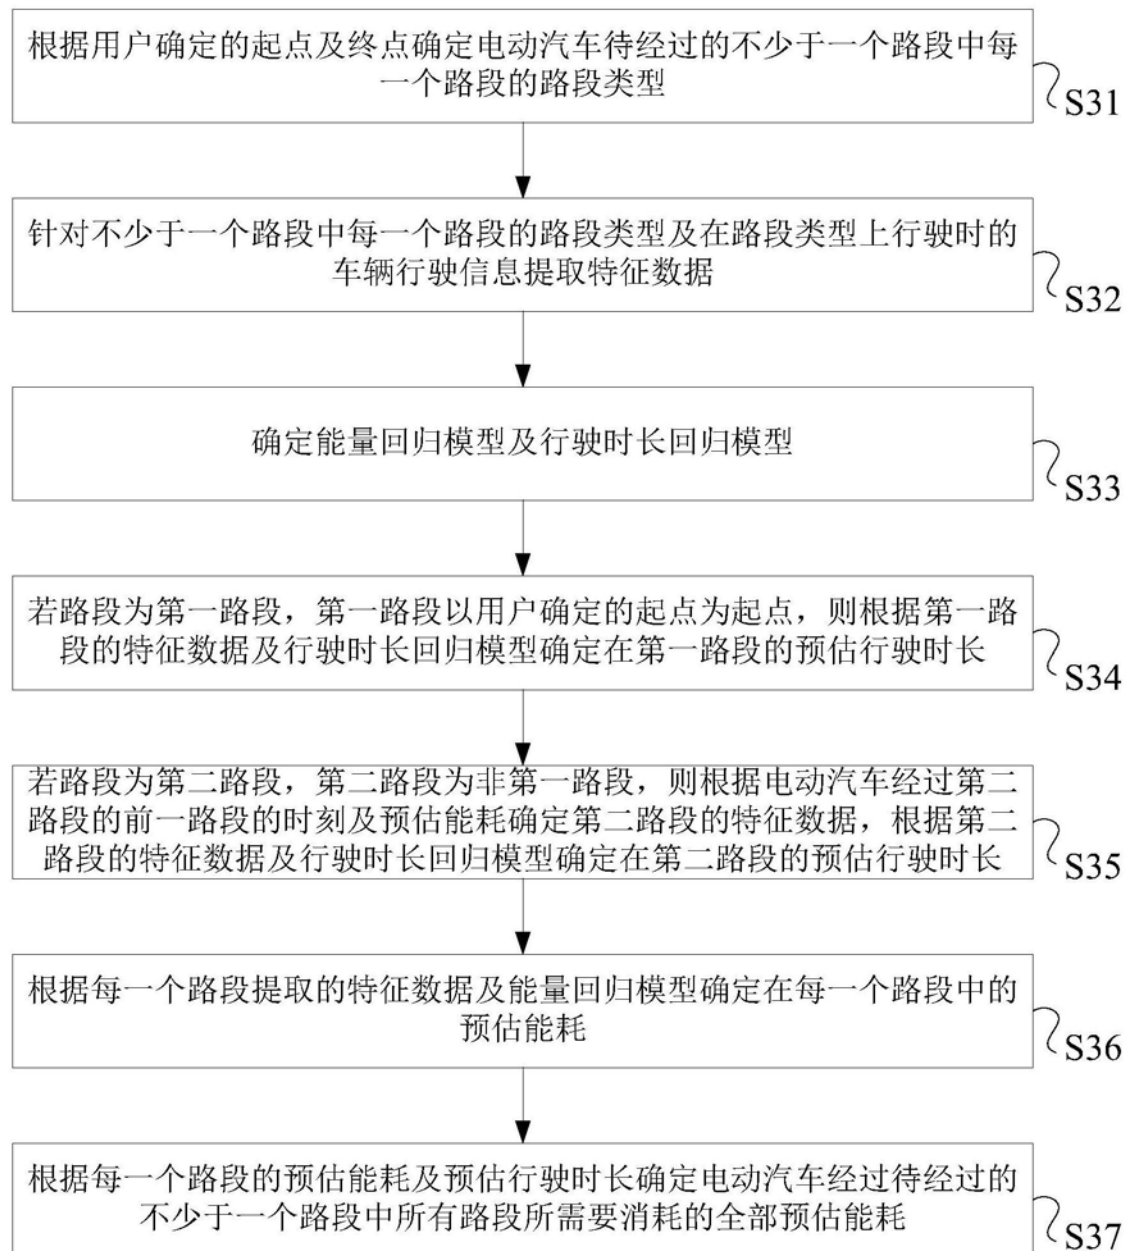 根据用户确定的起点及终点确定电动汽车待经过的不少于一个路段中每
一个路段的路段类型
S31
针对不少于一个路段中每一个路段的路段类型及在路段类型上行驶时的
车辆行驶信息提取特征数据
S32
确定能量回归模型及行驶时长回归模型
S33
若路段为第一路段，第一路段以用户确定的起点为起点，则根据第一路
段的特征数据及行驶时长回归模型确定在第一路段的预估行驶时长
S34
若路段为第二路段，第二路段为非第一路段，则根据电动汽车经过第二
路段的前一路段的时刻及预估能耗确定第二路段的特征数据，根据第二
路段的特征数据及行驶时长回归模型确定在第二路段的预估行驶时长
S35
根据每一个路段提取的特征数据及能量回归模型确定在每一个路段中的
预估能耗
S36
根据每一个路段的预估能耗及预估行驶时长确定电动汽车经过待经过的
不少于一个路段中所有路段所需要消耗的全部预估能耗
S37